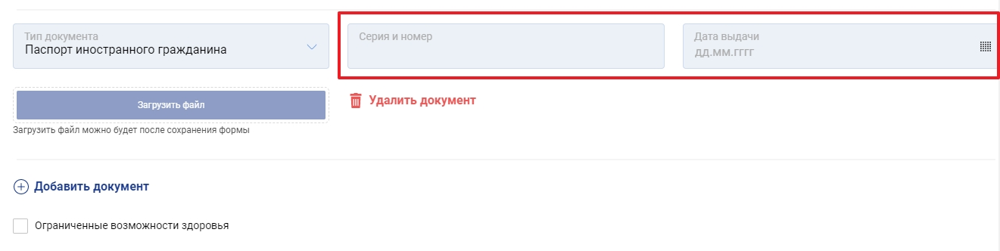 Тип документа
Паспорт иностранного гражданина
Серия и номер
Дата выдачи
дд.мм.гггг
Загрузить файл
Удалить документ
Загрузить файл можно будет после сохранения формы
Добавить документ
Ограниченные возможности здоровья